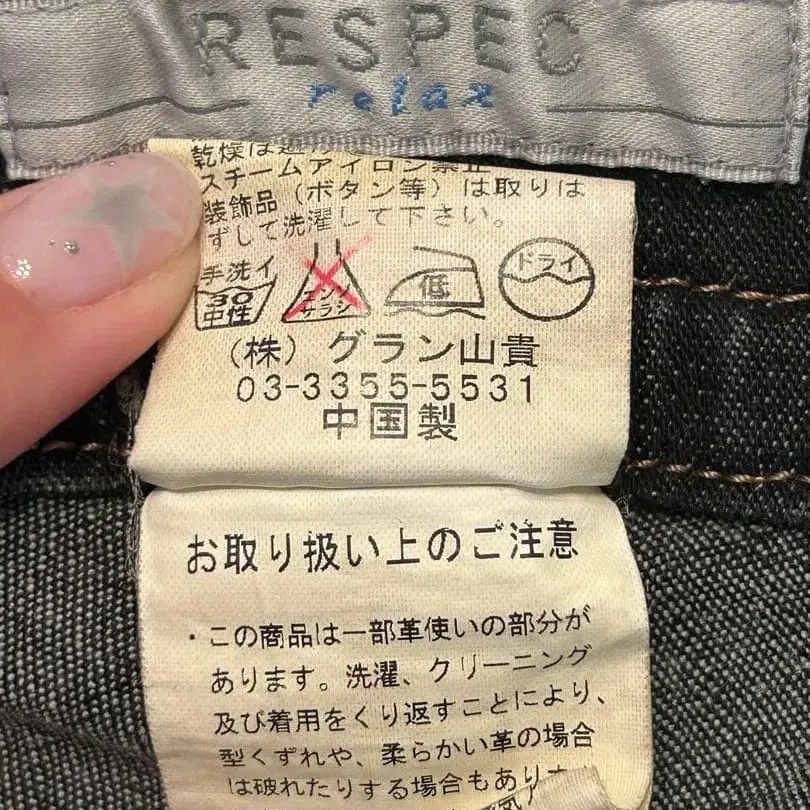 RESPEC
relax
乾燥は
スチームアイロン禁止
装飾品（ボタン等）は取りは
ずして洗濯して下さい。
手洗イ
30
中性
エンソ
サラシ
低
ドライ
（株）グラン山貴
03-3355-5531
中国製
お取り扱い上のご注意
・この商品は一部革使いの部分が
あります。洗濯、クリーニング
及び着用をくり返すことにより、
型くずれや、柔らかい革の場合
は破れたりする場合もあり